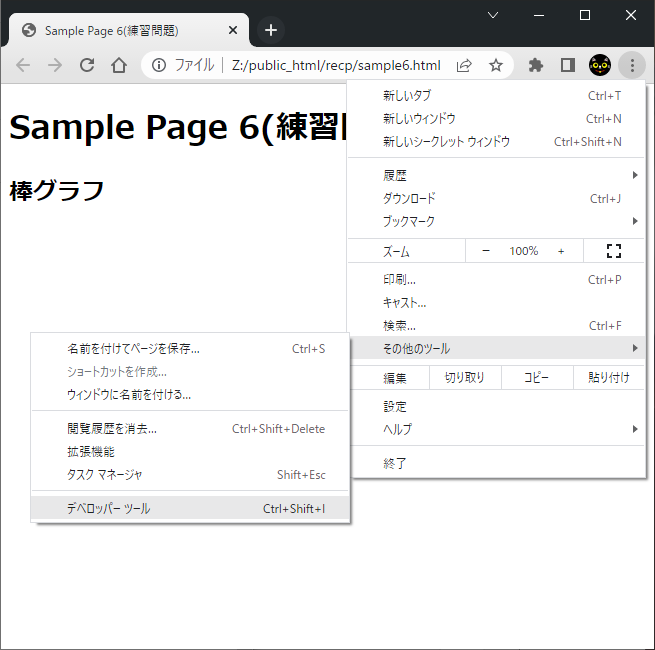 Sample Page 6(練習問題)
ファイル | Z:/public_html/recp/sample6.html
Sample Page 6(練習
棒グラフ
新しいタブ Ctrl+T
新しいウィンドウ Ctrl+N
新しいシークレット ウィンドウ Ctrl+Shift+N
履歴
ダウンロード Ctrl+J
ブックマーク
ズーム − 100% +
印刷... Ctrl+P
キャスト...
検索... Ctrl+F
その他のツール
編集 切り取り コピー 貼り付け
設定
ヘルプ
終了
名前を付けてページを保存... Ctrl+S
ショートカットを作成...
ウィンドウに名前を付ける...
閲覧履歴を消去... Ctrl+Shift+Delete
拡張機能
タスク マネージャ Shift+Esc
デベロッパー ツール Ctrl+Shift+I